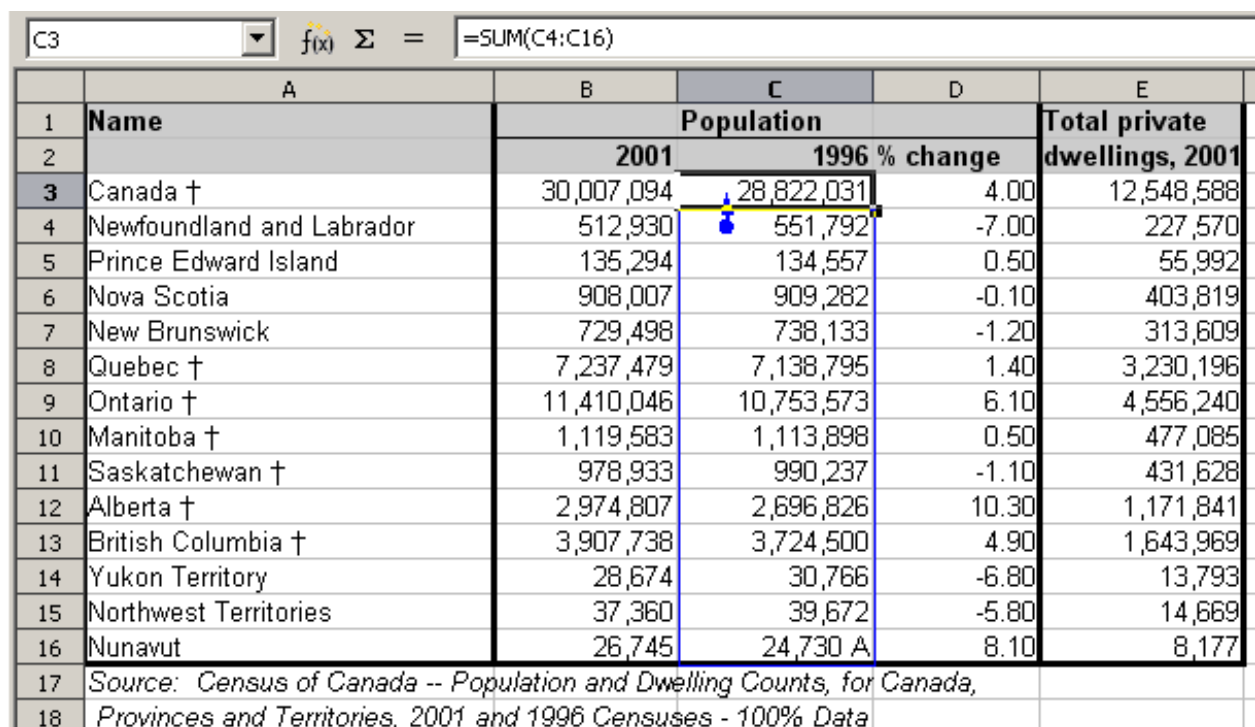 C3 f(x) Σ = =SUM(C4:C16)
A B C D E
1 Name Population Total private
2 2001 1996 % change dwellings, 2001
3 Canada † 30,007,094 28,822,031 4.00 12,548,588
4 Newfoundland and Labrador 512,930 551,792 -7.00 227,570
5 Prince Edward Island 135,294 134,557 0.50 55,992
6 Nova Scotia 908,007 909,282 -0.10 403,819
7 New Brunswick 729,498 738,133 -1.20 313,609
8 Quebec † 7,237,479 7,138,795 1.40 3,230,196
9 Ontario † 11,410,046 10,753,573 6.10 4,556,240
10 Manitoba † 1,119,583 1,113,898 0.50 477,085
11 Saskatchewan † 978,933 990,237 -1.10 431,628
12 Alberta † 2,974,807 2,696,826 10.30 1,171,841
13 British Columbia † 3,907,738 3,724,500 4.90 1,643,969
14 Yukon Territory 28,674 30,766 -6.80 13,793
15 Northwest Territories 37,360 39,672 -5.80 14,669
16 Nunavut 26,745 24,730 A 8.10 8,177
17 Source: Census of Canada -- Population and Dwelling Counts, for Canada,
18 Provinces and Territories, 2001 and 1996 Censuses - 100% Data